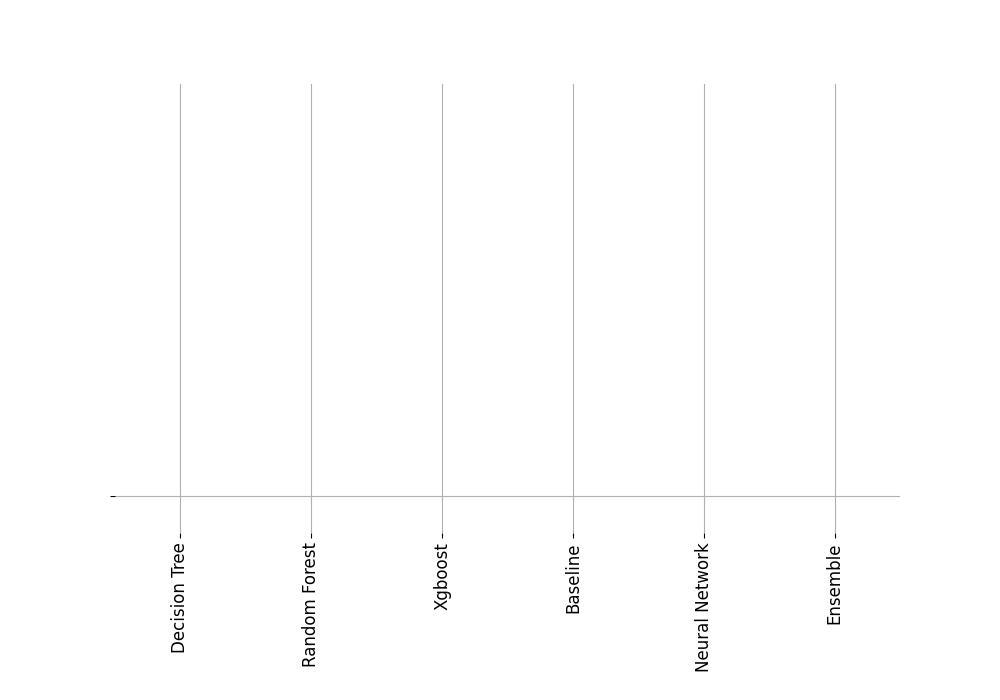 Decision Tree
Random Forest
Xgboost
Baseline
Neural Network
Ensemble